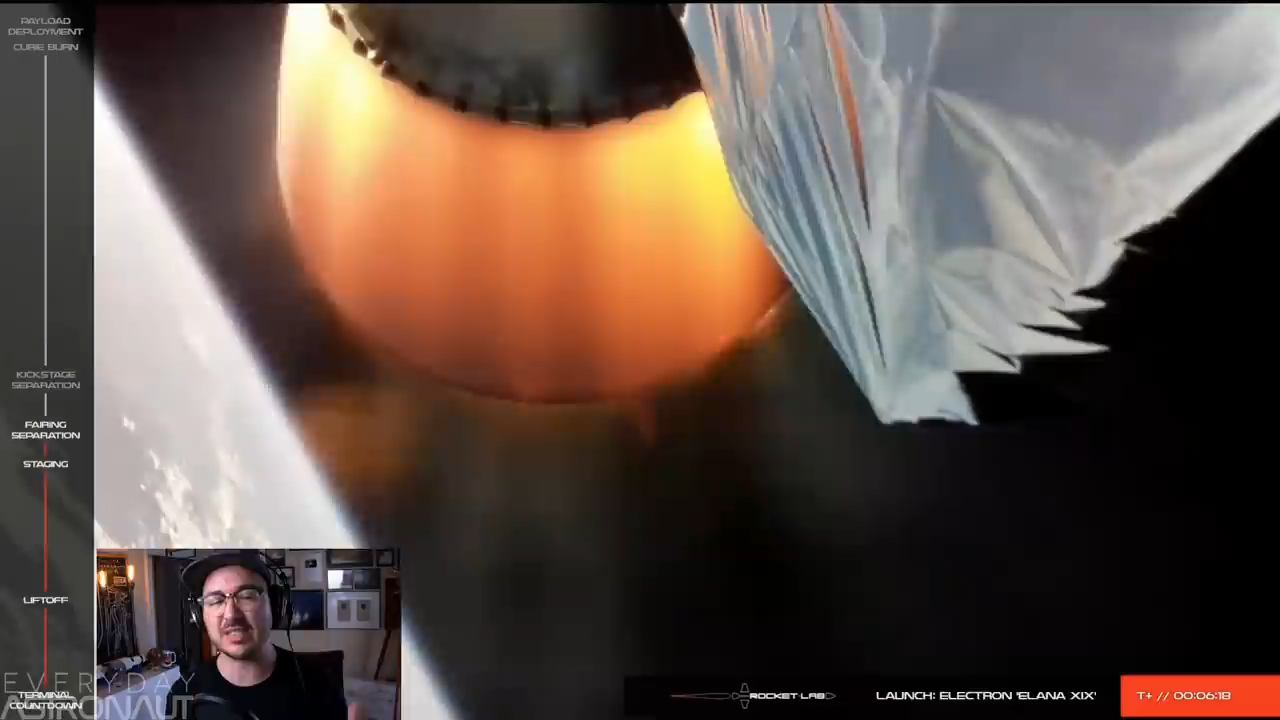 PAYLOAD
DEPLOYMENT
CURIE BURN
KICKSTAGE
SEPARATION
FAIRING
SEPARATION
STAGING
LIFTOFF
TERMINAL
COUNTDOWN
EVERYDAY
ASTRONAUT
ROCKET LAB
LAUNCH: ELECTRON 'ELANA XIX'
T+ // 00:06:18